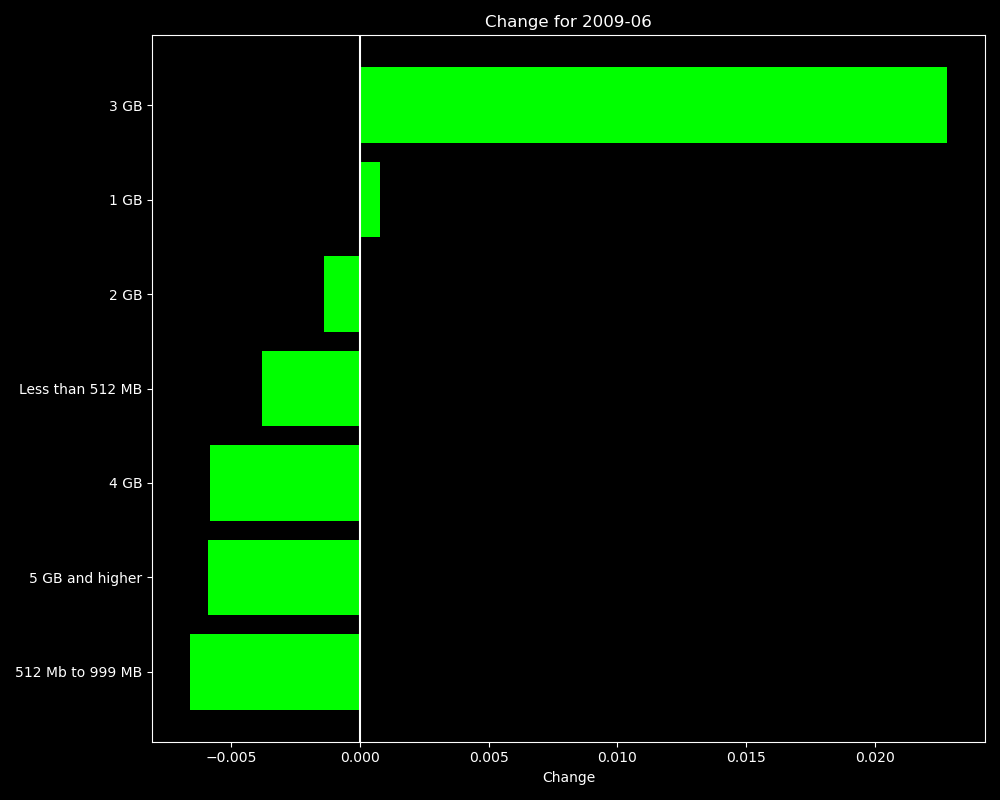 Change for 2009-06
3 GB
1 GB
2 GB
Less than 512 MB
4 GB
5 GB and higher
512 Mb to 999 MB
−0.005 0.000 0.005 0.010 0.015 0.020
Change